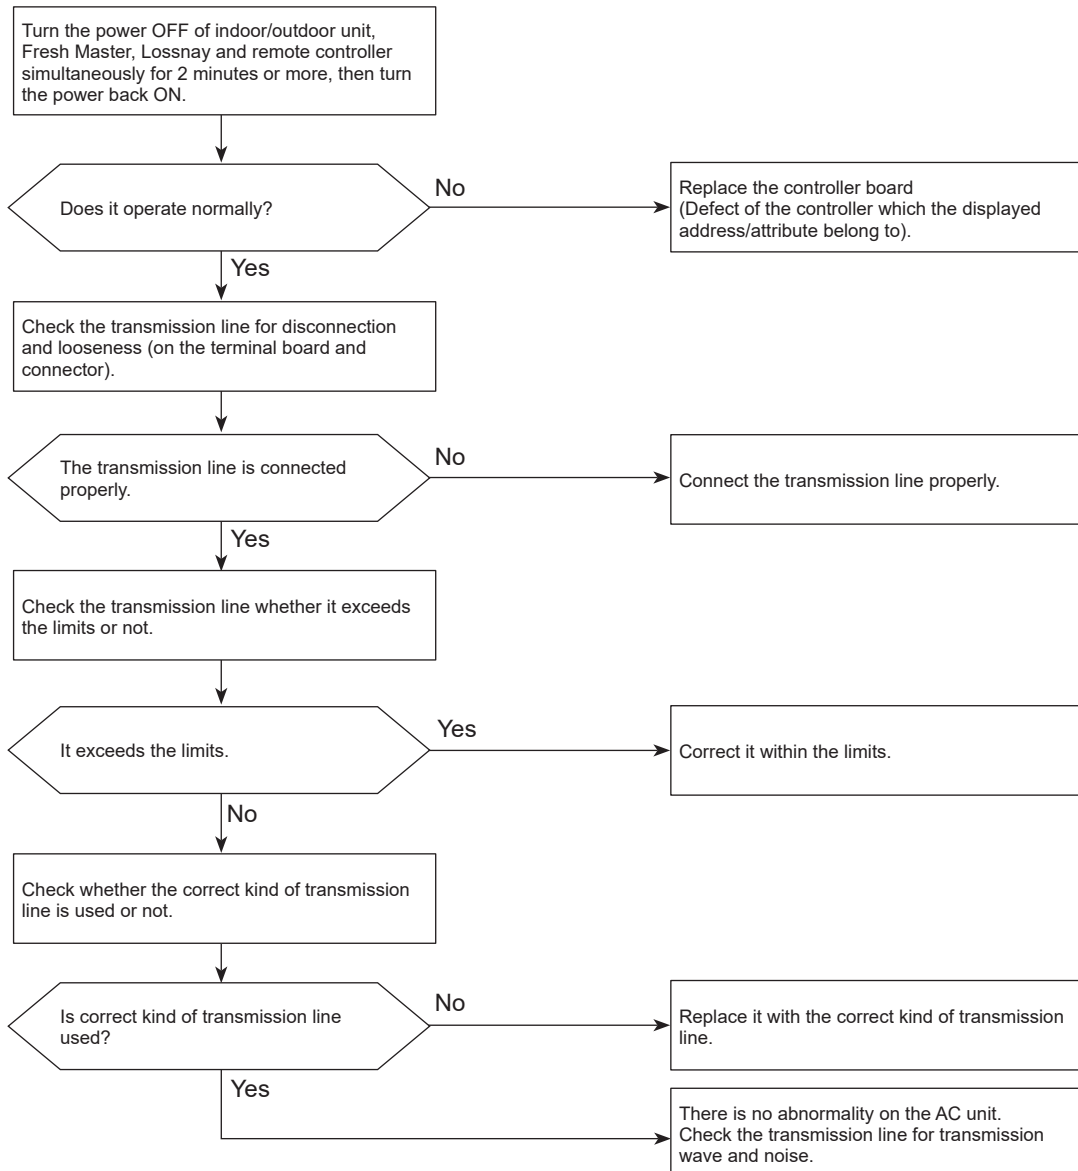 Turn the power OFF of indoor/outdoor unit,
Fresh Master, Lossnay and remote controller
simultaneously for 2 minutes or more, then turn
the power back ON.
Does it operate normally?
No
Replace the controller board
(Defect of the controller which the displayed
address/attribute belong to).
Yes
Check the transmission line for disconnection
and looseness (on the terminal board and
connector).
The transmission line is connected
properly.
No
Connect the transmission line properly.
Yes
Check the transmission line whether it exceeds
the limits or not.
It exceeds the limits.
Yes
Correct it within the limits.
No
Check whether the correct kind of transmission
line is used or not.
Is correct kind of transmission line
used?
No
Replace it with the correct kind of transmission
line.
Yes
There is no abnormality on the AC unit.
Check the transmission line for transmission
wave and noise.